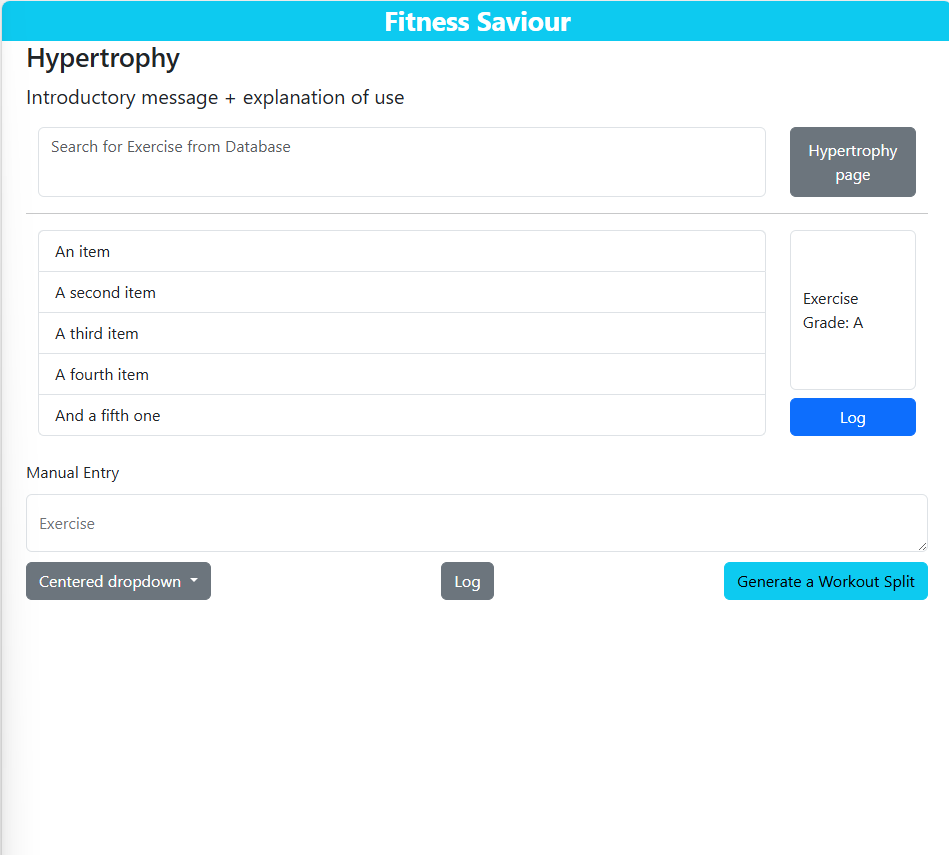 Fitness Saviour
Hypertrophy
Introductory message + explanation of use
Search for Exercise from Database
Hypertrophy
page
An item
A second item
A third item
A fourth item
And a fifth one
Exercise
Grade: A
Log
Manual Entry
Exercise
Centered dropdown
Log
Generate a Workout Split